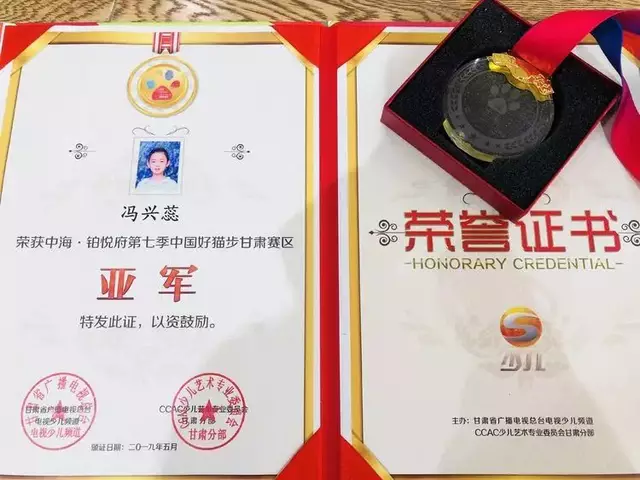 冯兴蕊
荣获中海·铂悦府第七季中国好猫步甘肃赛区
亚军
特发此证，以资鼓励。
甘肃省广播电视总台
电视少儿频道
CCAC少儿艺术专业委员会
甘肃分部
颁证日期：二〇一九年五月
荣誉证书
-HONORARY CREDENTIAL-
少儿
主办：甘肃省广播电视总台电视少儿频道
CCAC少儿艺术专业委员会甘肃分部